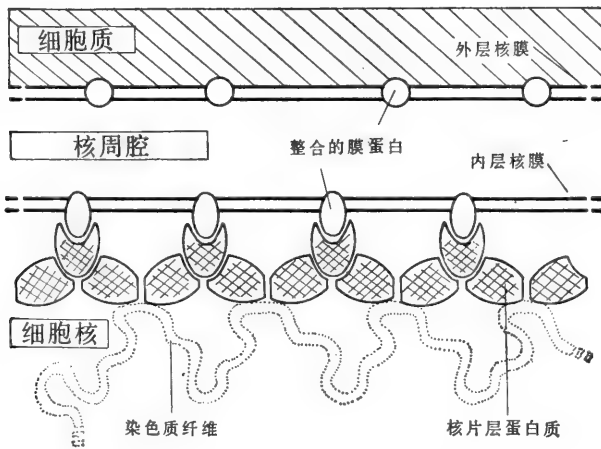 细胞质
外层核膜
核周腔
整合的膜蛋白
内层核膜
细胞核
染色质纤维
核片层蛋白质